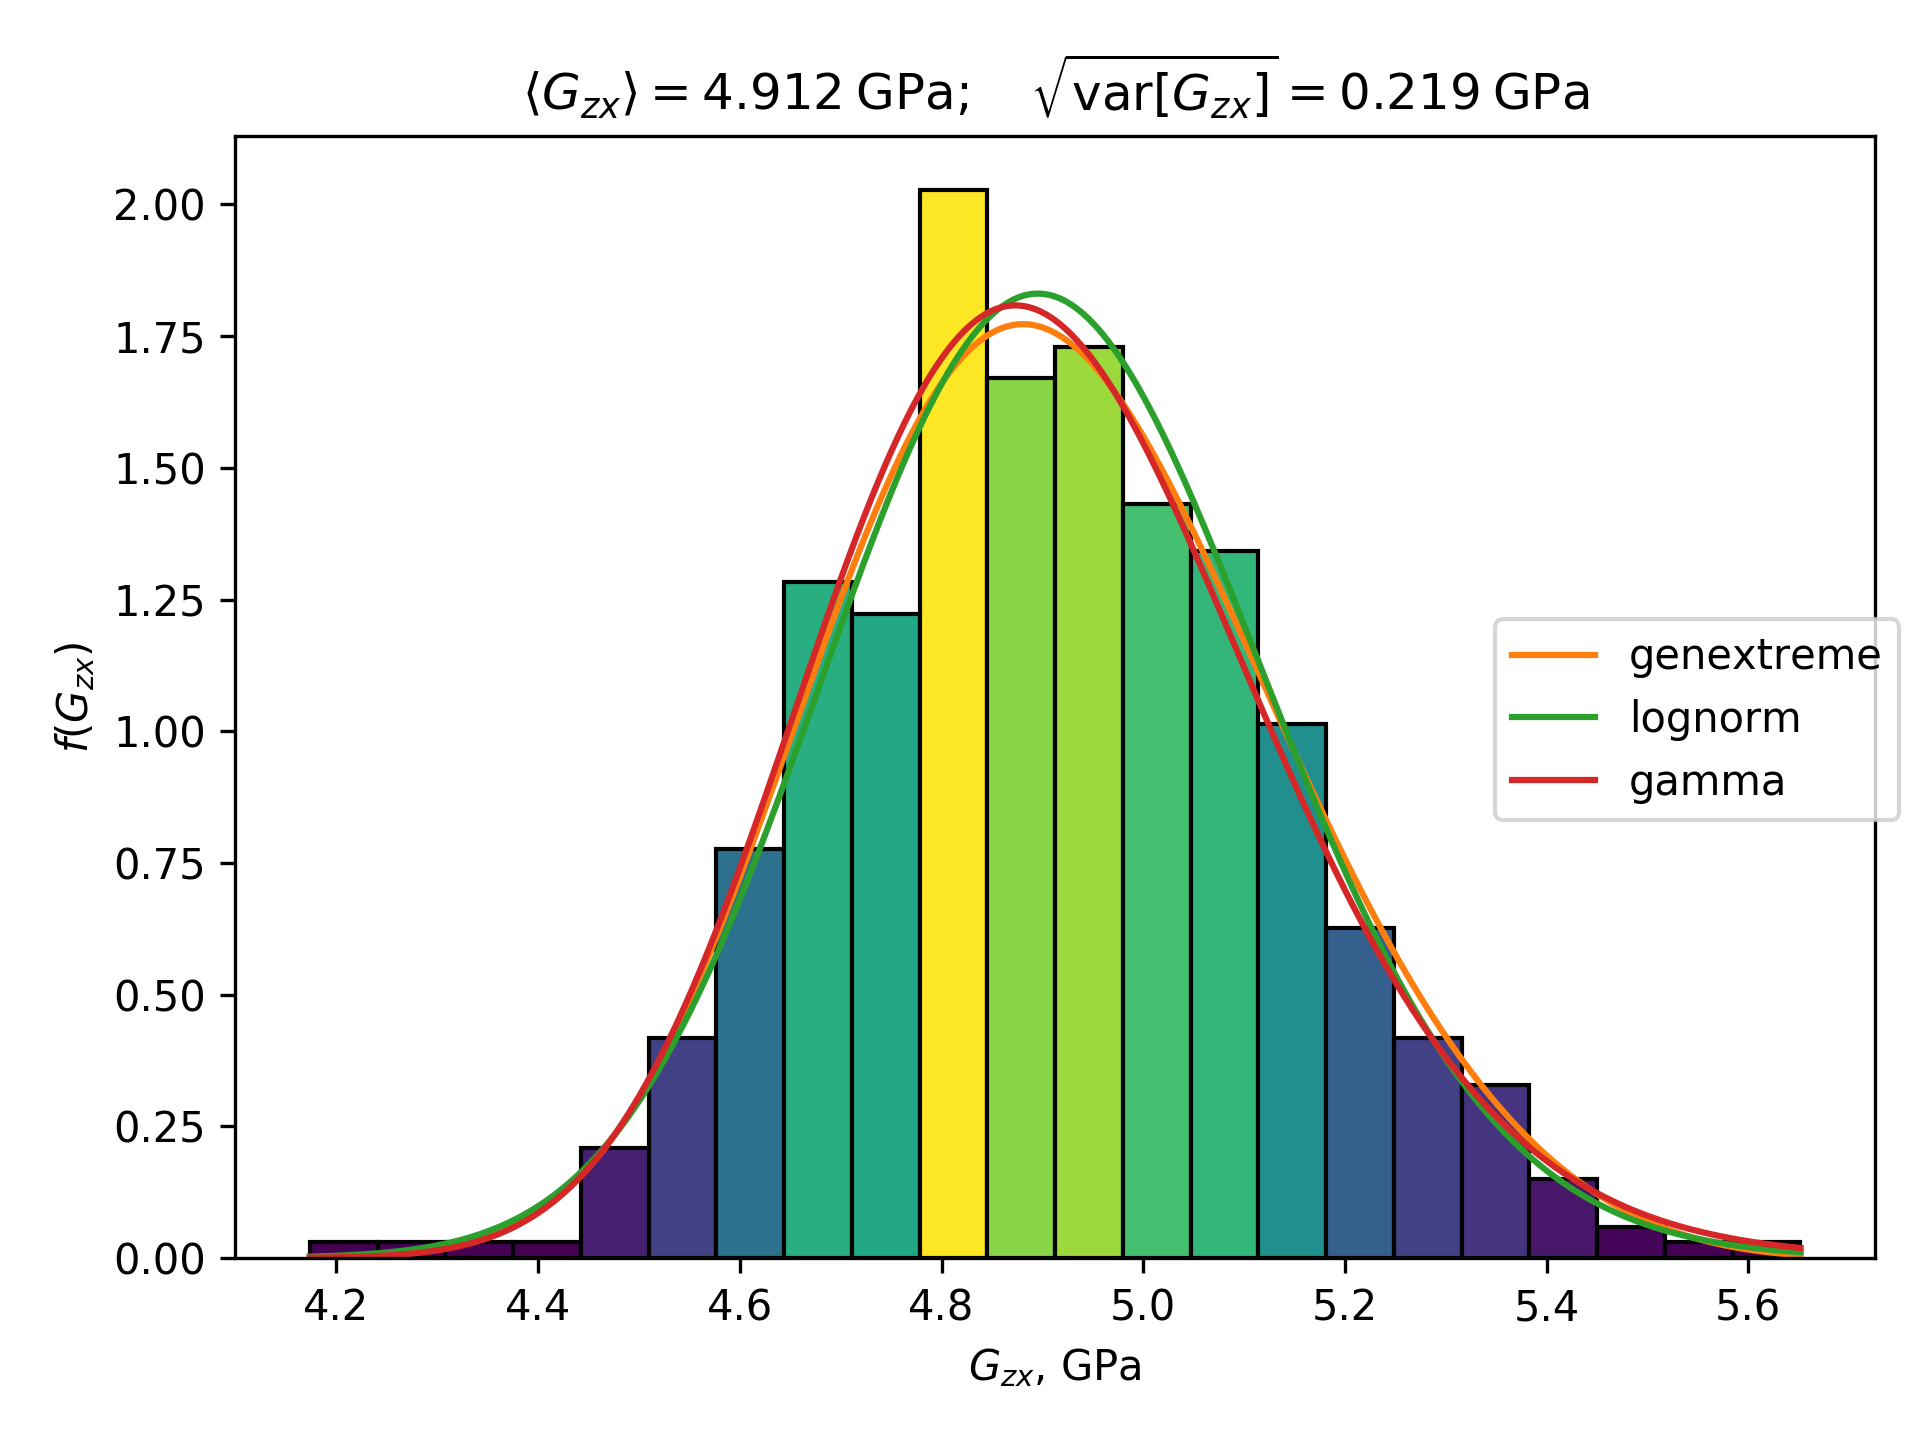 ⟨G_zx⟩ = 4.912 GPa; √var[G_zx] = 0.219 GPa
f(G_zx)
2.00
1.75
1.50
1.25
1.00
0.75
0.50
0.25
0.00
genextreme
lognorm
gamma
4.2 4.4 4.6 4.8 5.0 5.2 5.4 5.6
G_zx, GPa